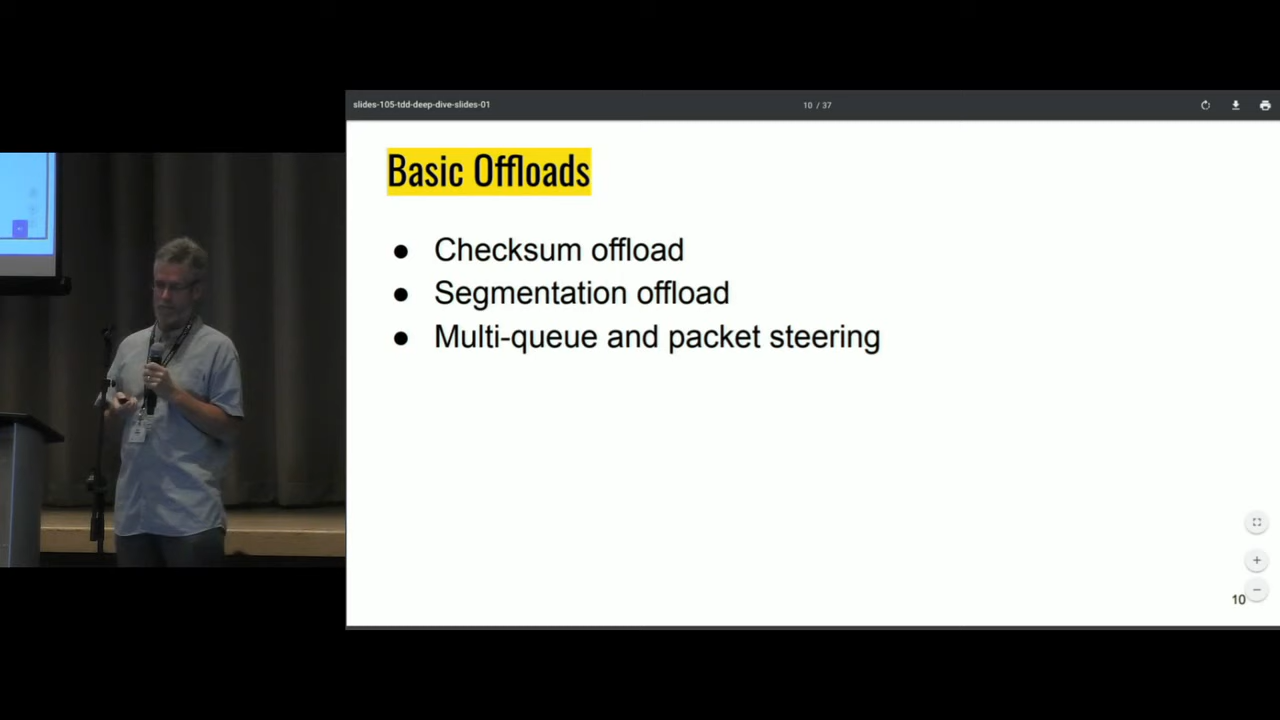 slides-105-tdd-deep-dive-slides-01
10 / 37
Basic Offloads
● Checksum offload
● Segmentation offload
● Multi-queue and packet steering
10